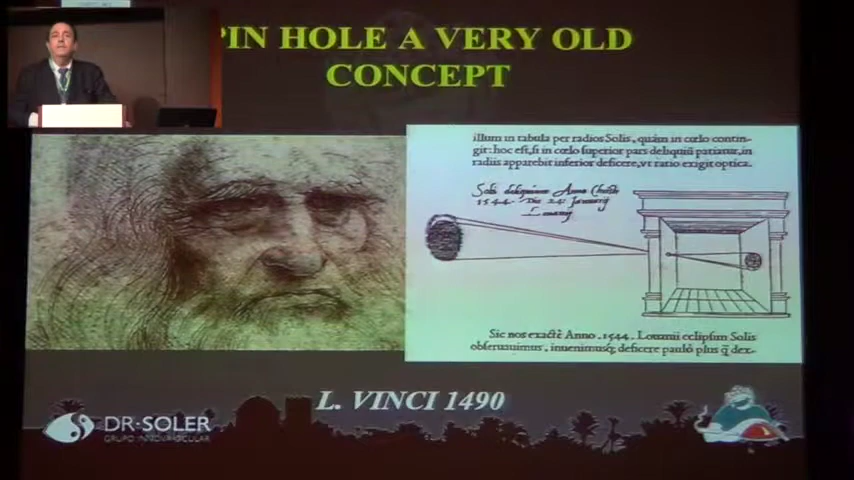 PIN HOLE A VERY OLD
CONCEPT
illum in tabula per radios Solis, quàm in cœlo contin-
git: hoc eſt, ſi in cœlo ſuperior pars deliquiũ patiatur, in
radiis apparebit inferior deficere, vt ratio exigit optica.
Solis deliquium Anno Christi
1544. Die 24: Januarij
Louanij
Sic nos exactè Anno .1544. Louanii eclipſim Solis
obſeruauimus, inuenimusq; deficere paulò plus q̃ dex-
L. VINCI 1490
DR·SOLER
GRUPO INNOVAOCULAR